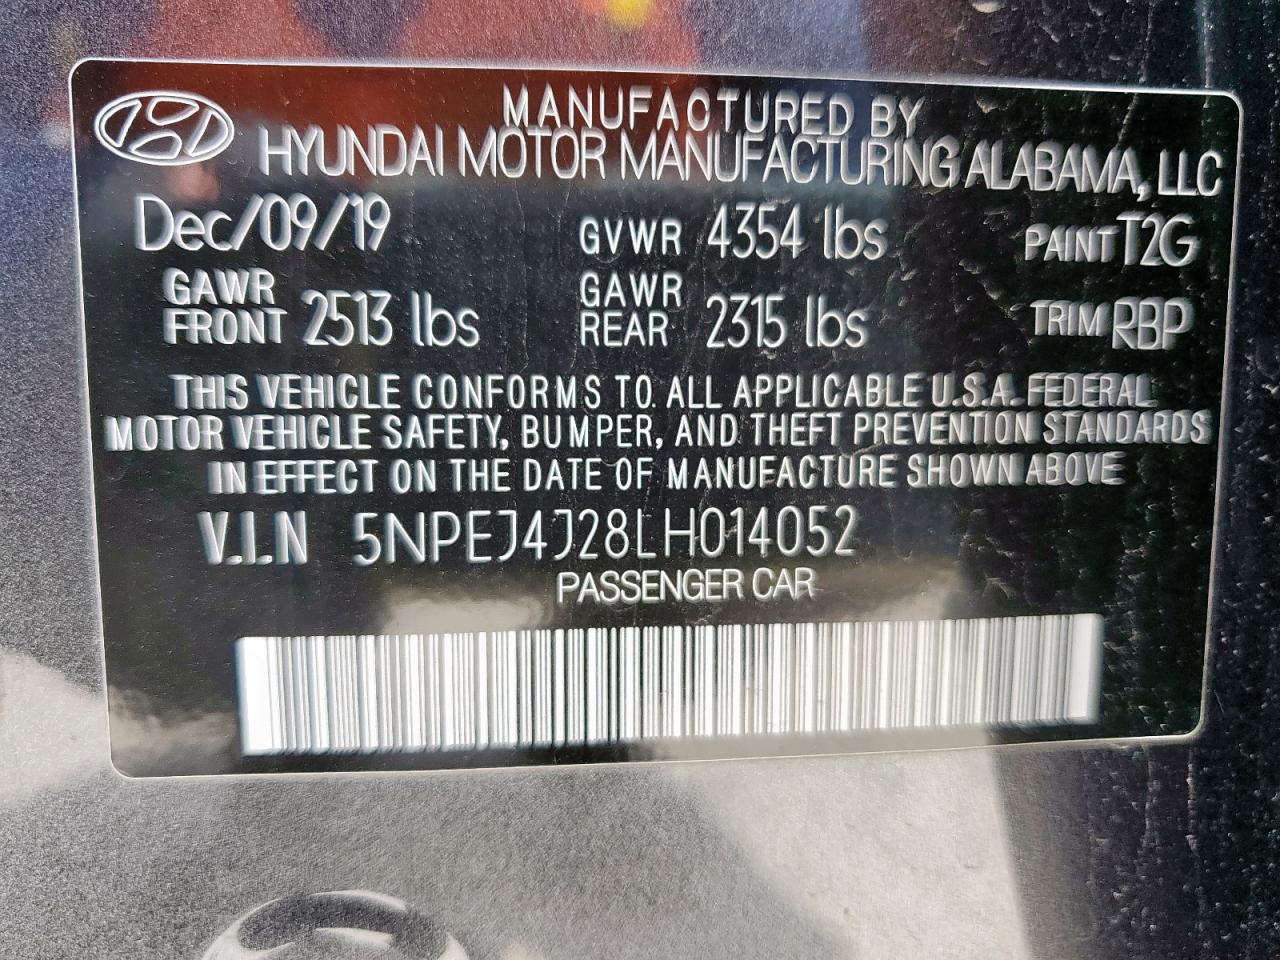 MANUFACTURED BY
HYUNDAI MOTOR MANUFACTURING ALABAMA, LLC
Dec/09/19 GVWR 4354 lbs PAINT T2G
GAWR FRONT 2513 lbs GAWR REAR 2315 lbs TRIM RBP
THIS VEHICLE CONFORMS TO ALL APPLICABLE U.S.A. FEDERAL
MOTOR VEHICLE SAFETY, BUMPER, AND THEFT PREVENTION STANDARDS
IN EFFECT ON THE DATE OF MANUFACTURE SHOWN ABOVE
V.I.N 5NPEJ4J28LH014052
PASSENGER CAR